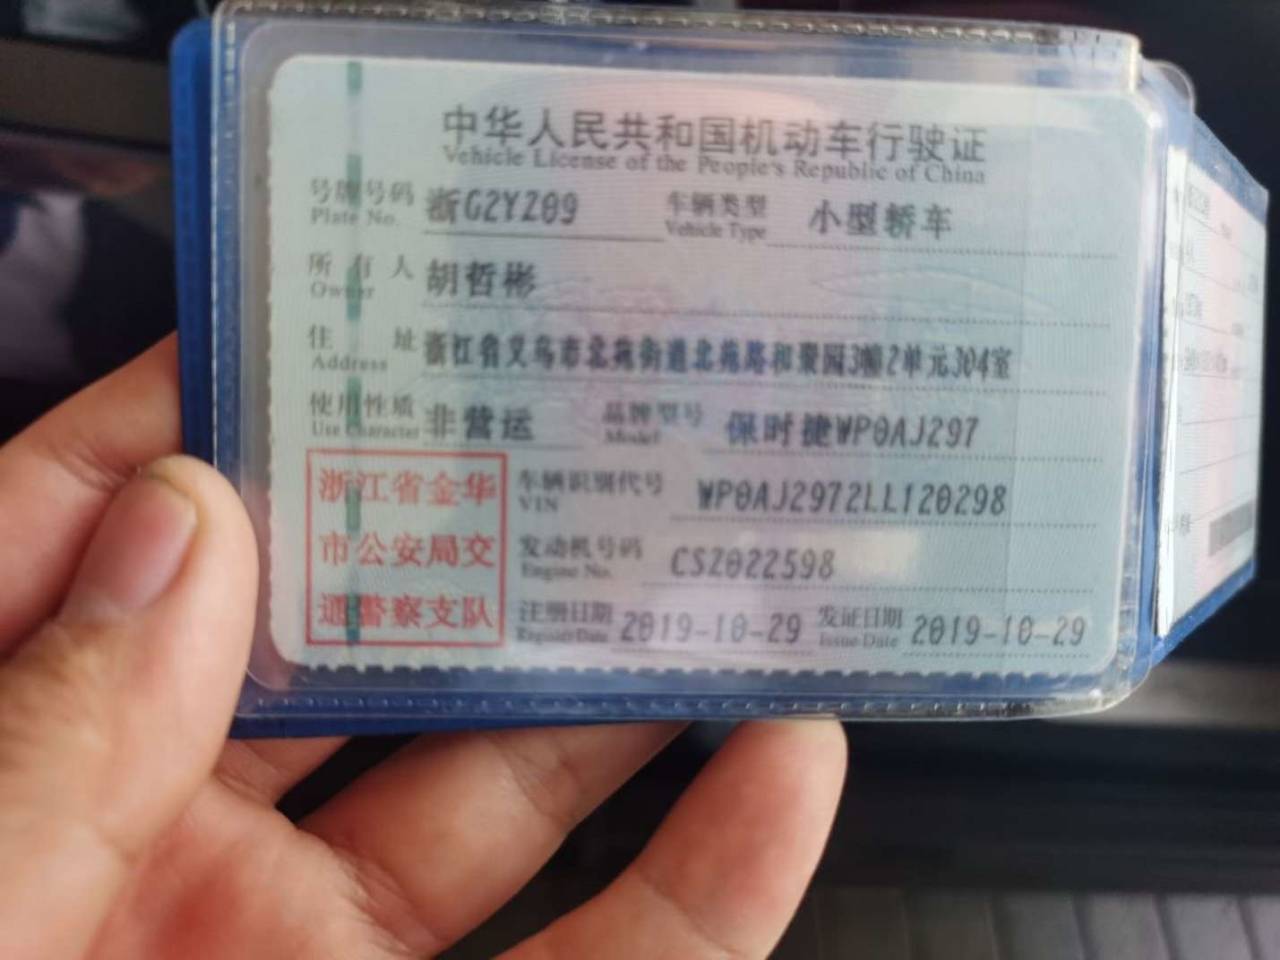 中华人民共和国机动车行驶证
Vehicle License of the People's Republic of China
号牌号码 浙G2YZ09 车辆类型 小型轿车
Plate No. Vehicle Type
所有人 胡哲彬
Owner
住址 浙江省义乌市北苑街道北苑路和聚园3幢2单元304室
Address
使用性质 非营运 品牌型号 保时捷WP0AJ297
Use Character Model
浙江省金华
市公安局交
通警察支队
车辆识别代号 WP0AJ2972LL120298
VIN
发动机号码 CSZ022598
Engine No.
注册日期 2019-10-29 发证日期 2019-10-29
Register Date Issue Date